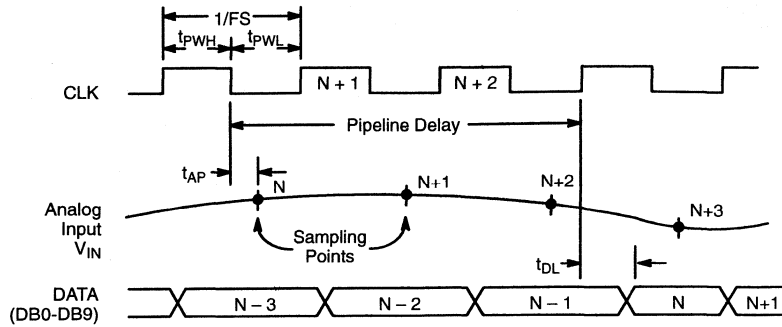 1/FS
tPWH tPWL
CLK
N + 1
N + 2
Pipeline Delay
tAP
N
N+1
N+2
N+3
Analog
Input
VIN
Sampling
Points
tDL
DATA
(DB0-DB9)
N – 3
N – 2
N – 1
N
N+1